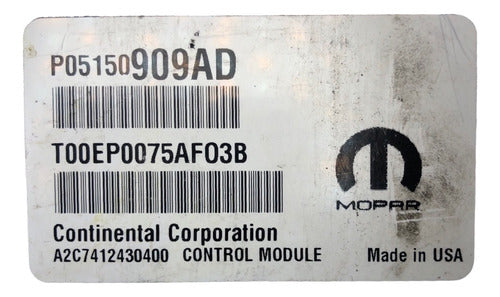 P05150909AD
T00EP0075AF03B
MOPAR
Continental Corporation
A2C7412430400 CONTROL MODULE Made in USA